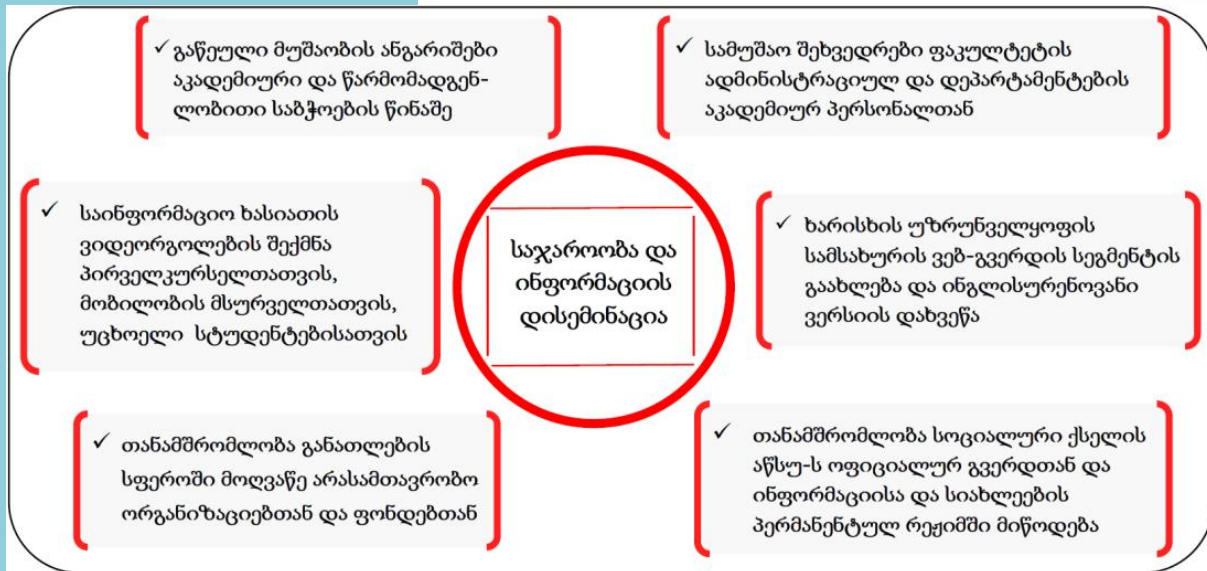 ✓ გაწეული მუშაობის ანგარიშები
აკადემიური და წარმომადგენ-
ლობითი საბჭოების წინაშე
✓ სამუშაო შეხვედრები ფაკულტეტის
ადმინისტრაციულ და დეპარტამენტების
აკადემიურ პერსონალთან
✓ საინფორმაციო ხასიათის
ვიდეორგოლების შექმნა
პირველკურსელთათვის,
მობილობის მსურველთათვის,
უცხოელი სტუდენტებისათვის
საჯაროობა და
ინფორმაციის
დისემინაცია
✓ ხარისხის უზრუნველყოფის
სამსახურის ვებ-გვერდის სეგმენტის
გაახლება და ინგლისურენოვანი
ვერსიის დახვეწა
✓ თანამშრომლობა განათლების
სფეროში მოღვაწე არასამთავრობო
ორგანიზაციებთან და ფონდებთან
✓ თანამშრომლობა სოციალური ქსელის
აწსუ-ს ოფიციალურ გვერდთან და
ინფორმაციისა და სიახლეების
პერმანენტულ რეჟიმში მიწოდება